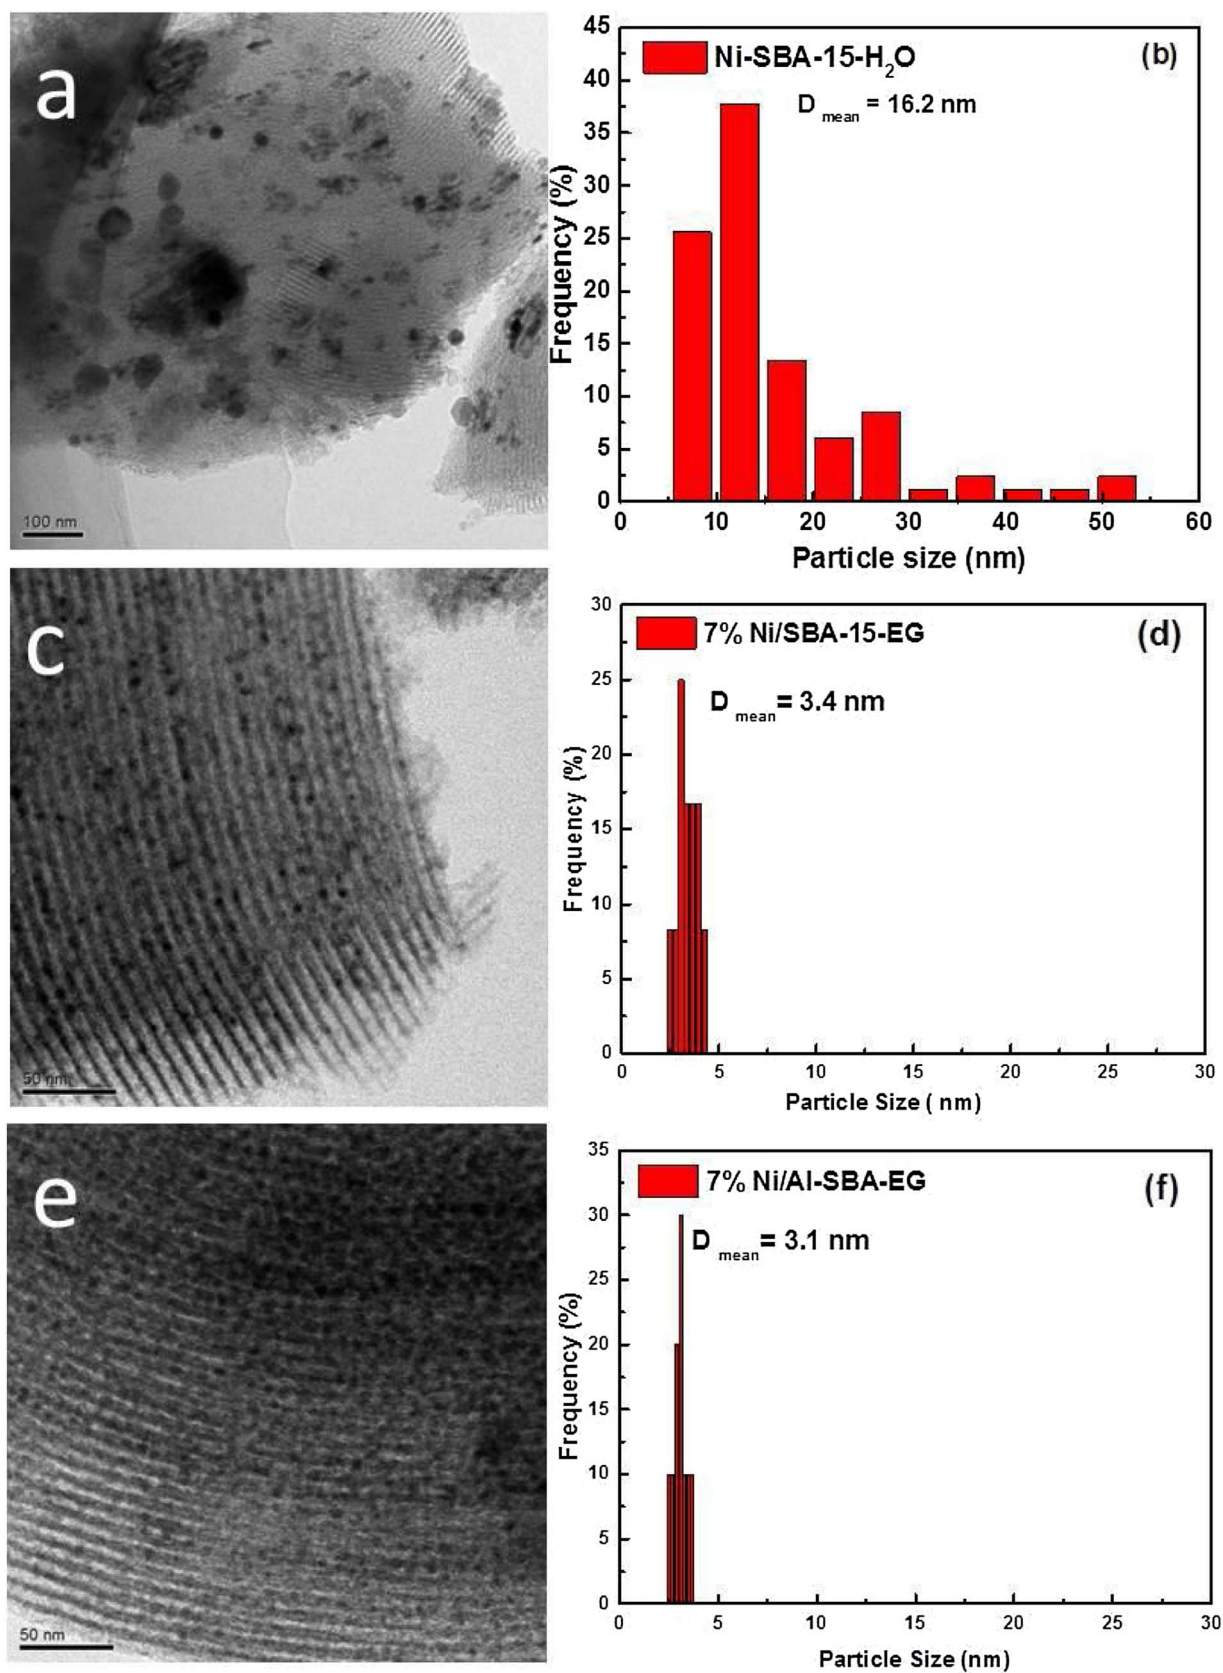 a
100 nm
(b)
Ni-SBA-15-H₂O
D mean = 16.2 nm
45
40
35
30
25
20
15
10
5
0
Frequency (%)
0 10 20 30 40 50 60
Particle size (nm)
c
50 nm
(d)
7% Ni/SBA-15-EG
D mean = 3.4 nm
30
25
20
15
10
5
0
Frequency (%)
0 5 10 15 20 25 30
Particle Size ( nm)
e
50 nm
(f)
7% Ni/Al-SBA-EG
D mean = 3.1 nm
35
30
25
20
15
10
5
0
Frequency (%)
0 5 10 15 20 25 30
Particle Size (nm)